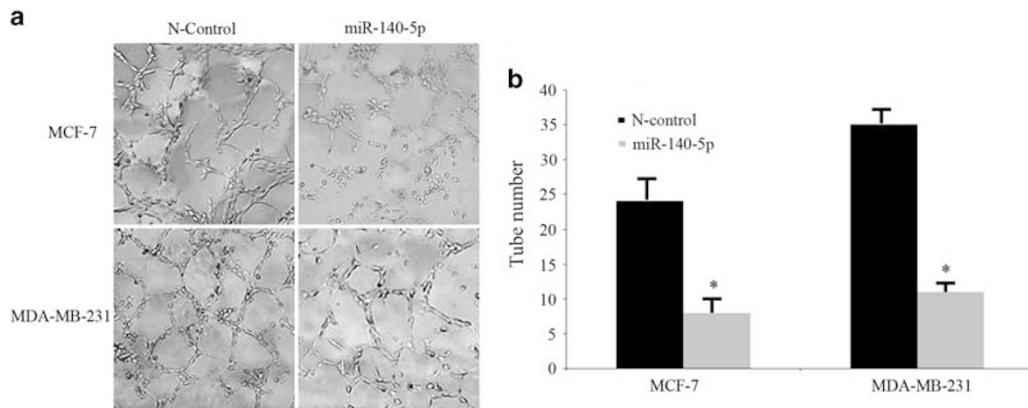 a
N-Control
miR-140-5p
MCF-7
MDA-MB-231
b
40
35
30
25
20
15
10
5
0
Tube number
N-control
miR-140-5p
*
*
MCF-7
MDA-MB-231